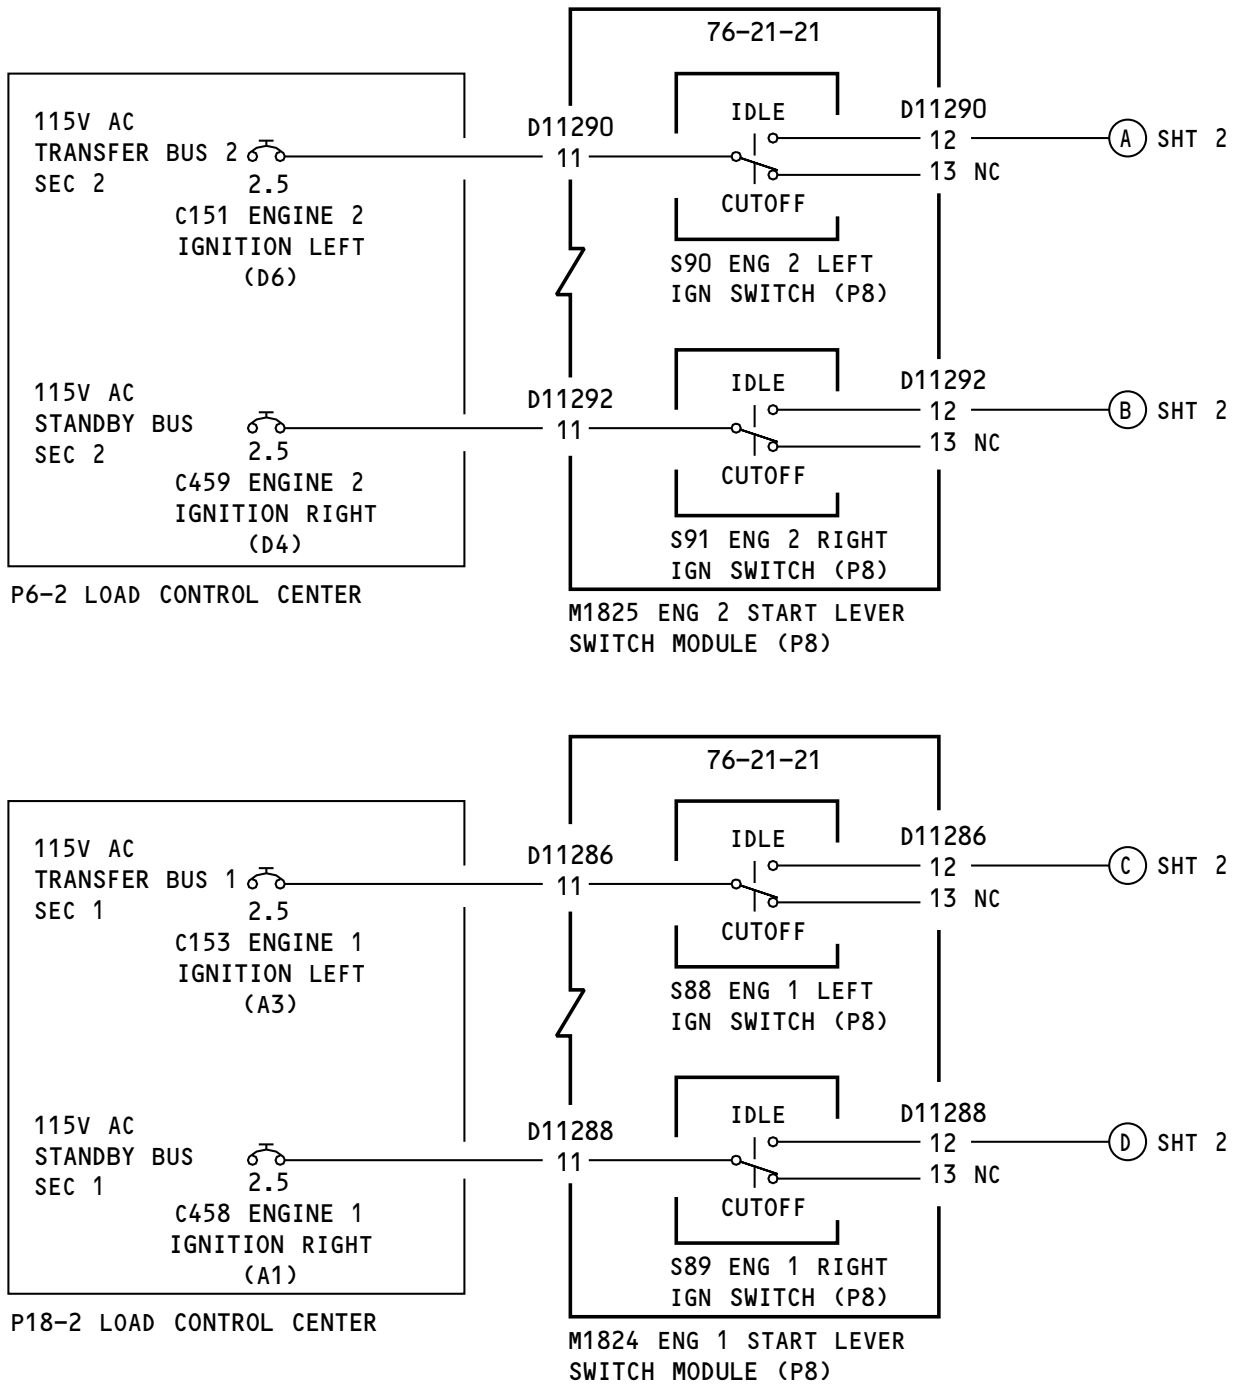 76-21-21
115V AC
TRANSFER BUS 2
SEC 2
2.5
C151 ENGINE 2
IGNITION LEFT
(D6)
D11290
11
IDLE
CUTOFF
D11290
12
13 NC
A SHT 2
S90 ENG 2 LEFT
IGN SWITCH (P8)
115V AC
STANDBY BUS
SEC 2
2.5
C459 ENGINE 2
IGNITION RIGHT
(D4)
D11292
11
IDLE
CUTOFF
D11292
12
13 NC
B SHT 2
S91 ENG 2 RIGHT
IGN SWITCH (P8)
P6-2 LOAD CONTROL CENTER
M1825 ENG 2 START LEVER
SWITCH MODULE (P8)
76-21-21
115V AC
TRANSFER BUS 1
SEC 1
2.5
C153 ENGINE 1
IGNITION LEFT
(A3)
D11286
11
IDLE
CUTOFF
D11286
12
13 NC
C SHT 2
S88 ENG 1 LEFT
IGN SWITCH (P8)
115V AC
STANDBY BUS
SEC 1
2.5
C458 ENGINE 1
IGNITION RIGHT
(A1)
D11288
11
IDLE
CUTOFF
D11288
12
13 NC
D SHT 2
S89 ENG 1 RIGHT
IGN SWITCH (P8)
P18-2 LOAD CONTROL CENTER
M1824 ENG 1 START LEVER
SWITCH MODULE (P8)